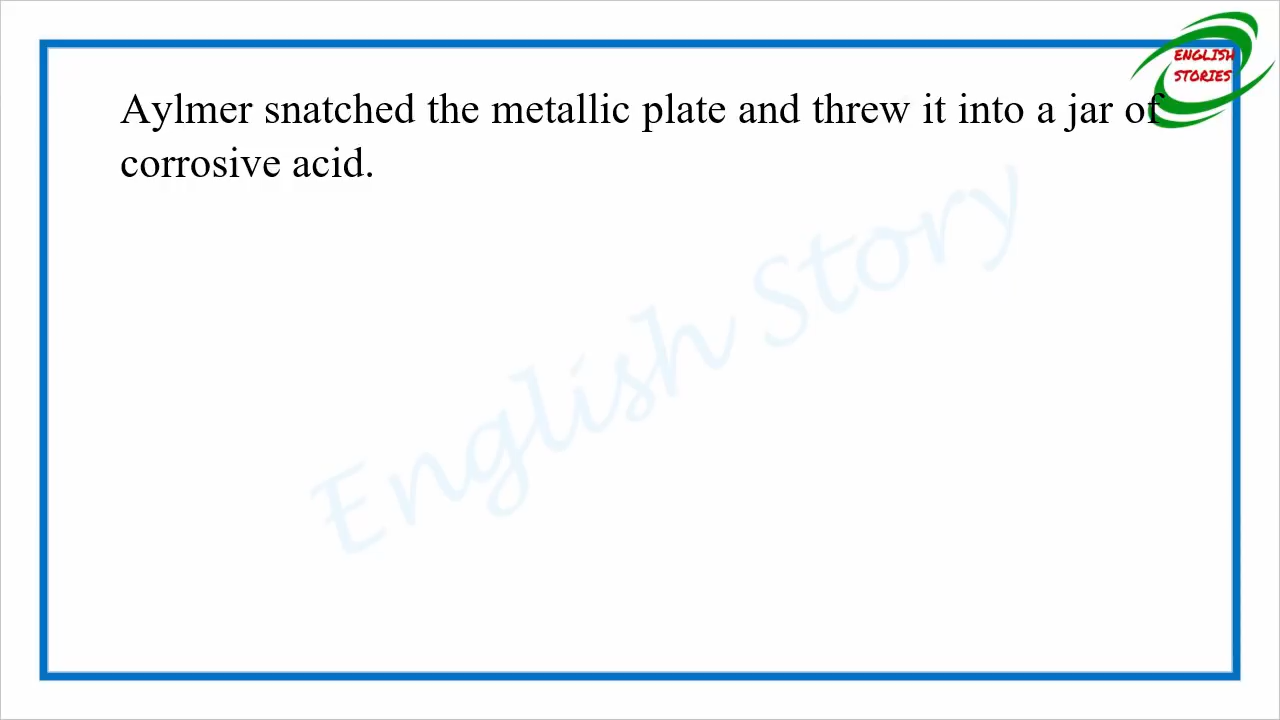 ENGLISH
STORIES
Aylmer snatched the metallic plate and threw it into a jar of
corrosive acid.
English Story